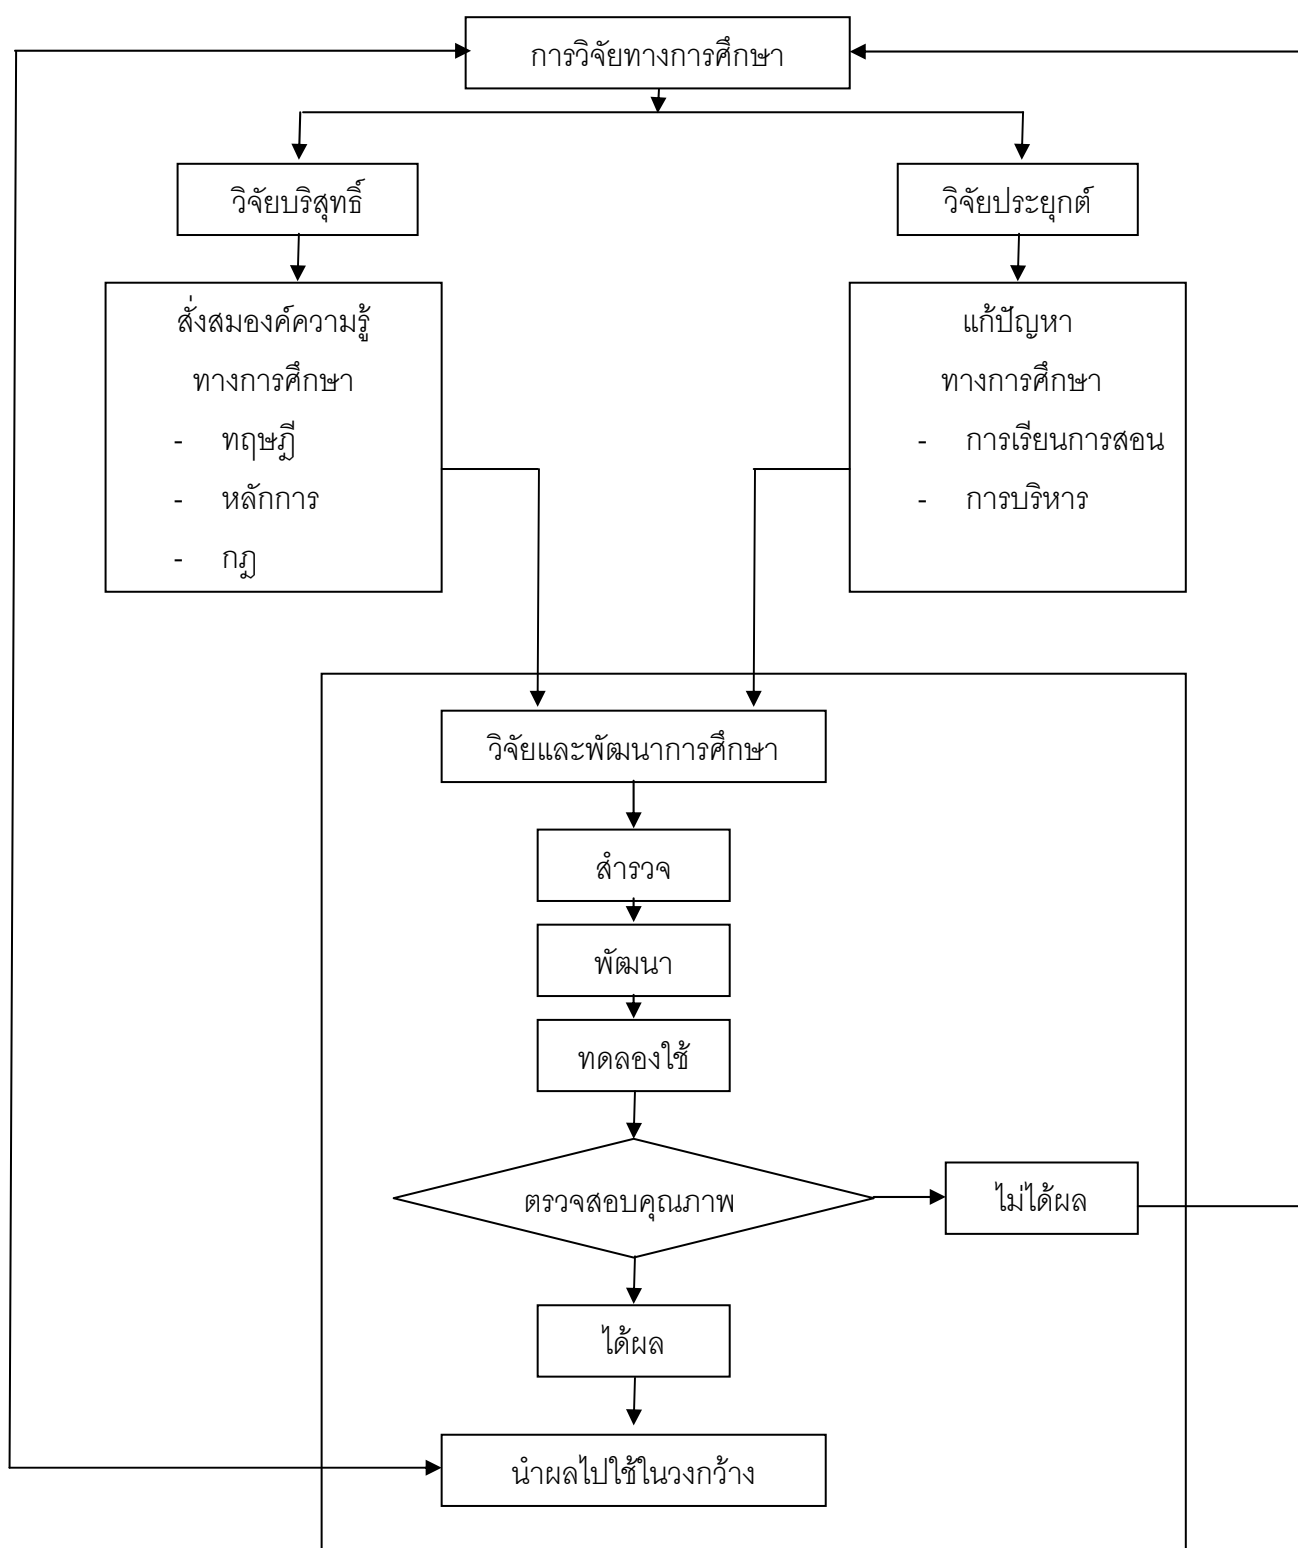 การวิจัยทางการศึกษา
วิจัยบริสุทธิ์
วิจัยประยุกต์
สั่งสมองค์ความรู้
ทางการศึกษา
- ทฤษฎี
- หลักการ
- กฎ
แก้ปัญหา
ทางการศึกษา
- การเรียนการสอน
- การบริหาร
วิจัยและพัฒนาการศึกษา
สำรวจ
พัฒนา
ทดลองใช้
ตรวจสอบคุณภาพ
ไม่ได้ผล
ได้ผล
นำผลไปใช้ในวงกว้าง